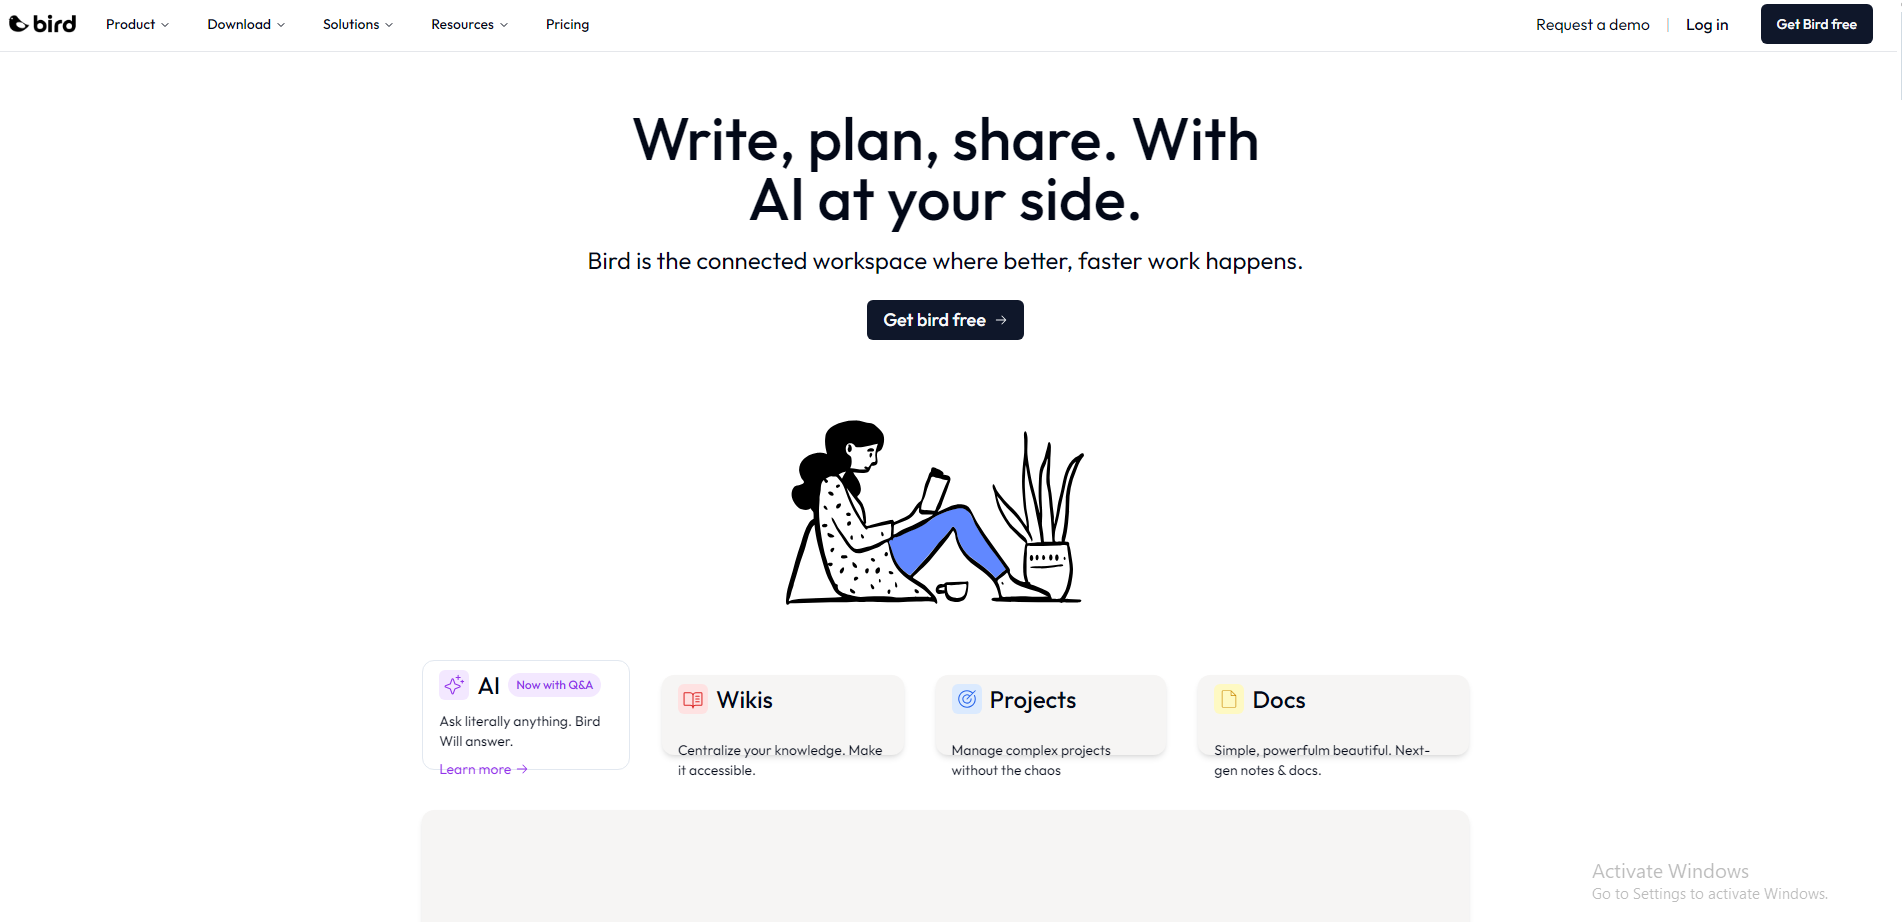 bird
Product
Download
Solutions
Resources
Pricing
Request a demo
Log in
Get Bird free
Write, plan, share. With
AI at your side.
Bird is the connected workspace where better, faster work happens.
Get bird free
AI
Now with Q&A
Ask literally anything. Bird
Will answer.
Learn more
Wikis
Centralize your knowledge. Make
it accessible.
Projects
Manage complex projects
without the chaos
Docs
Simple, powerfulm beautiful. Next-
gen notes & docs.
Activate Windows
Go to Settings to activate Windows.